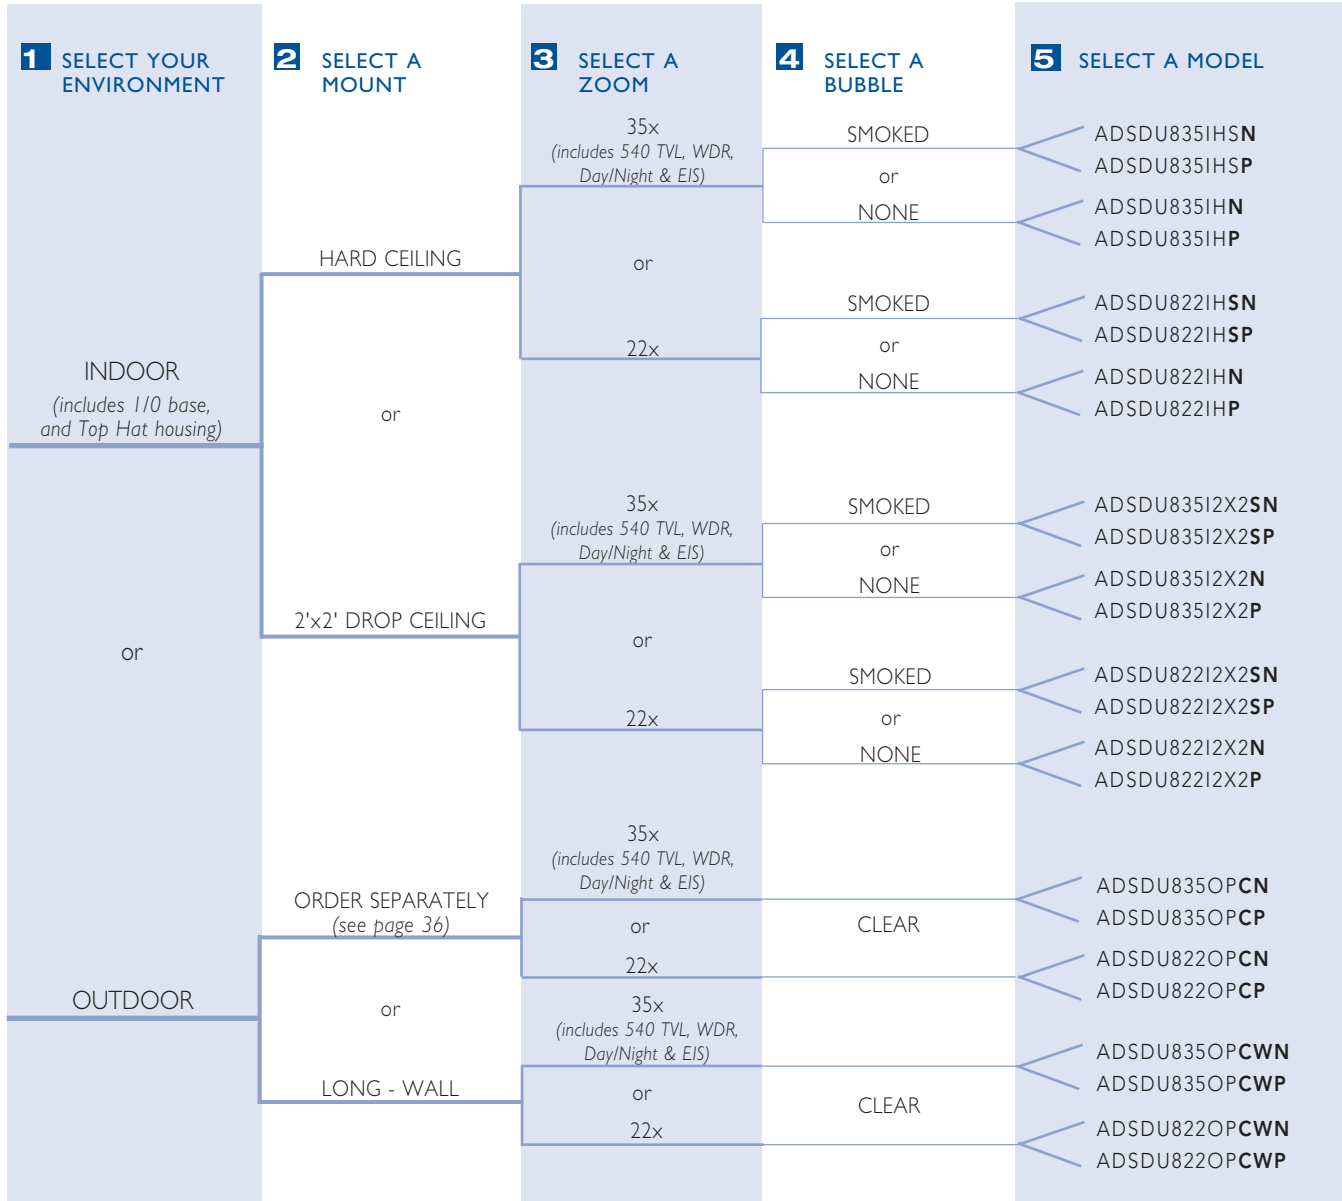 1 SELECT YOUR
ENVIRONMENT
2 SELECT A
MOUNT
3 SELECT A
ZOOM
4 SELECT A
BUBBLE
5 SELECT A MODEL
INDOOR
(includes I/0 base,
and Top Hat housing)
or
OUTDOOR
HARD CEILING
or
2'x2' DROP CEILING
ORDER SEPARATELY
(see page 36)
or
LONG - WALL
35x
(includes 540 TVL, WDR,
Day/Night & EIS)
or
22x
35x
(includes 540 TVL, WDR,
Day/Night & EIS)
or
22x
35x
(includes 540 TVL, WDR,
Day/Night & EIS)
or
22x
35x
(includes 540 TVL, WDR,
Day/Night & EIS)
or
22x
SMOKED
or
NONE
SMOKED
or
NONE
SMOKED
or
NONE
SMOKED
or
NONE
CLEAR
CLEAR
ADSDU835IHSN
ADSDU835IHSP
ADSDU835IHN
ADSDU835IHP
ADSDU822IHSN
ADSDU822IHSP
ADSDU822IHN
ADSDU822IHP
ADSDU835I2X2SN
ADSDU835I2X2SP
ADSDU835I2X2N
ADSDU835I2X2P
ADSDU822I2X2SN
ADSDU822I2X2SP
ADSDU822I2X2N
ADSDU822I2X2P
ADSDU835OPCN
ADSDU835OPCP
ADSDU822OPCN
ADSDU822OPCP
ADSDU835OPCWN
ADSDU835OPCWP
ADSDU822OPCWN
ADSDU822OPCWP